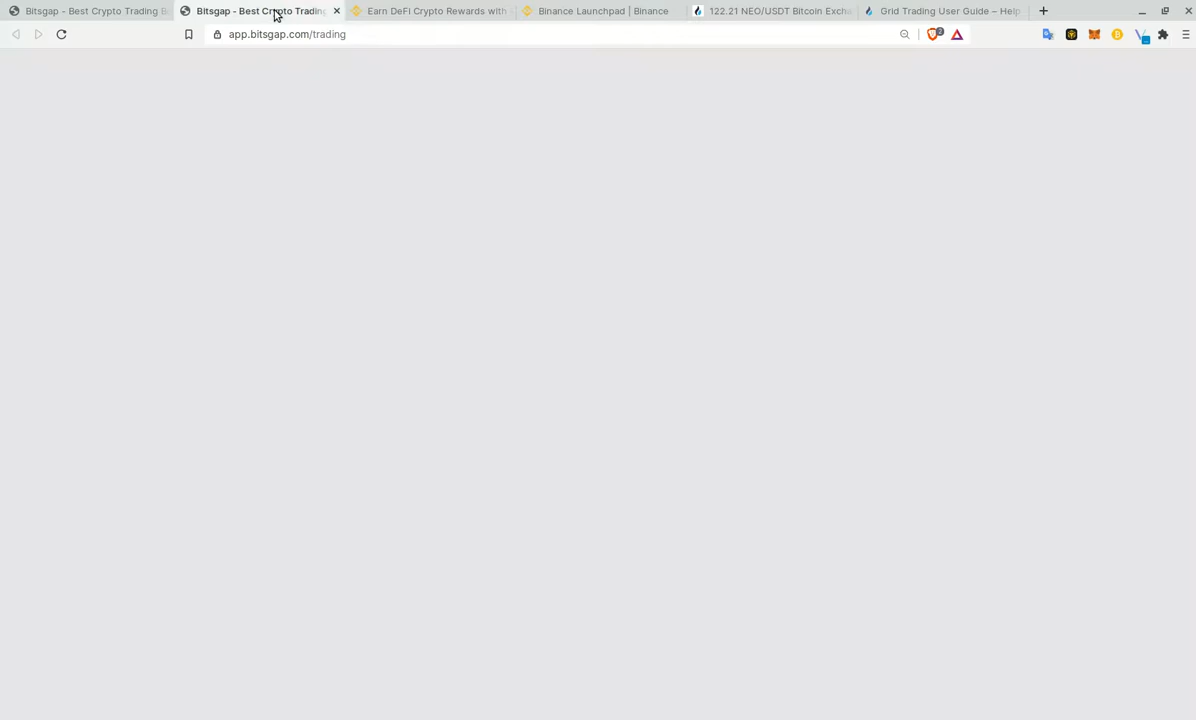 Bitsgap - Best Crypto Trading B
Bitsgap - Best Crypto Trading
Earn DeFi Crypto Rewards with
Binance Launchpad | Binance
122.21 NEO/USDT Bitcoin Excha
Grid Trading User Guide – Help
app.bitsgap.com/trading
2